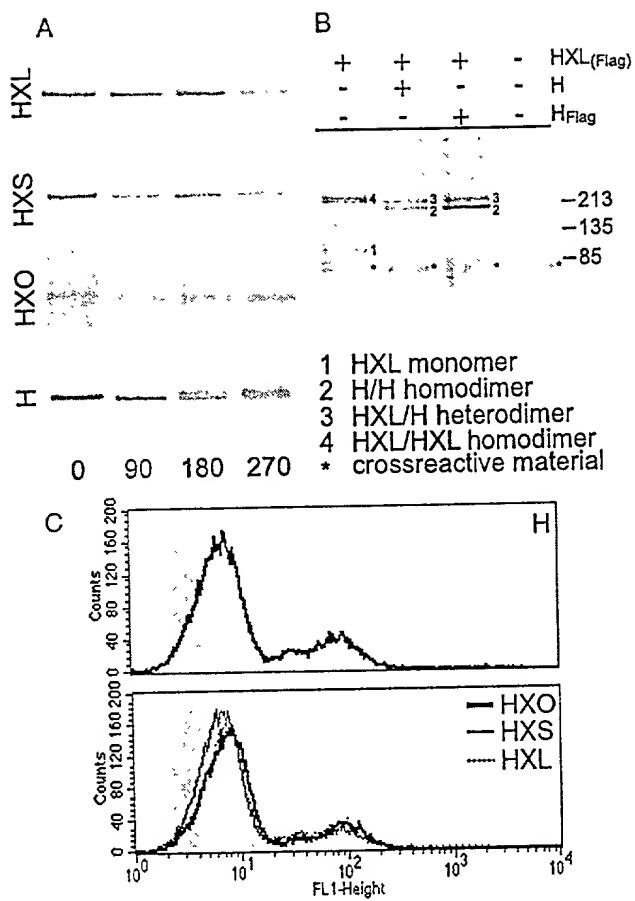 A
HXL
HXS
HXO
H
0 90 180 270
B
+ + + - HXL(Flag)
- + - - H
- - + - HFlag
4 3 3 -213
2 2 -135
1 -85
* * * *
1 HXL monomer
2 H/H homodimer
3 HXL/H heterodimer
4 HXL/HXL homodimer
* crossreactive material
C
H
Counts
0 40 80 120 160 200
HXO
HXS
HXL
Counts
0 40 80 120 160 200
10^0 10^1 10^2 10^3 10^4
FL1-Height